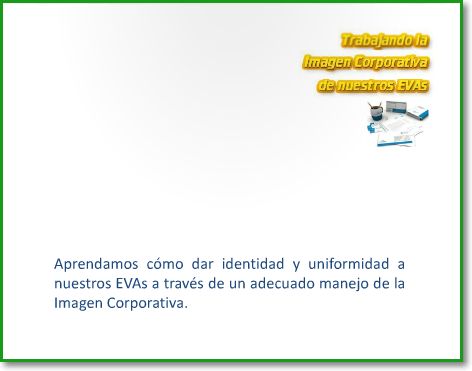 Trabajando la
Imagen Corporativa
de nuestros EVAs
Aprendamos cómo dar identidad y uniformidad a
nuestros EVAs a través de un adecuado manejo de la
Imagen Corporativa.